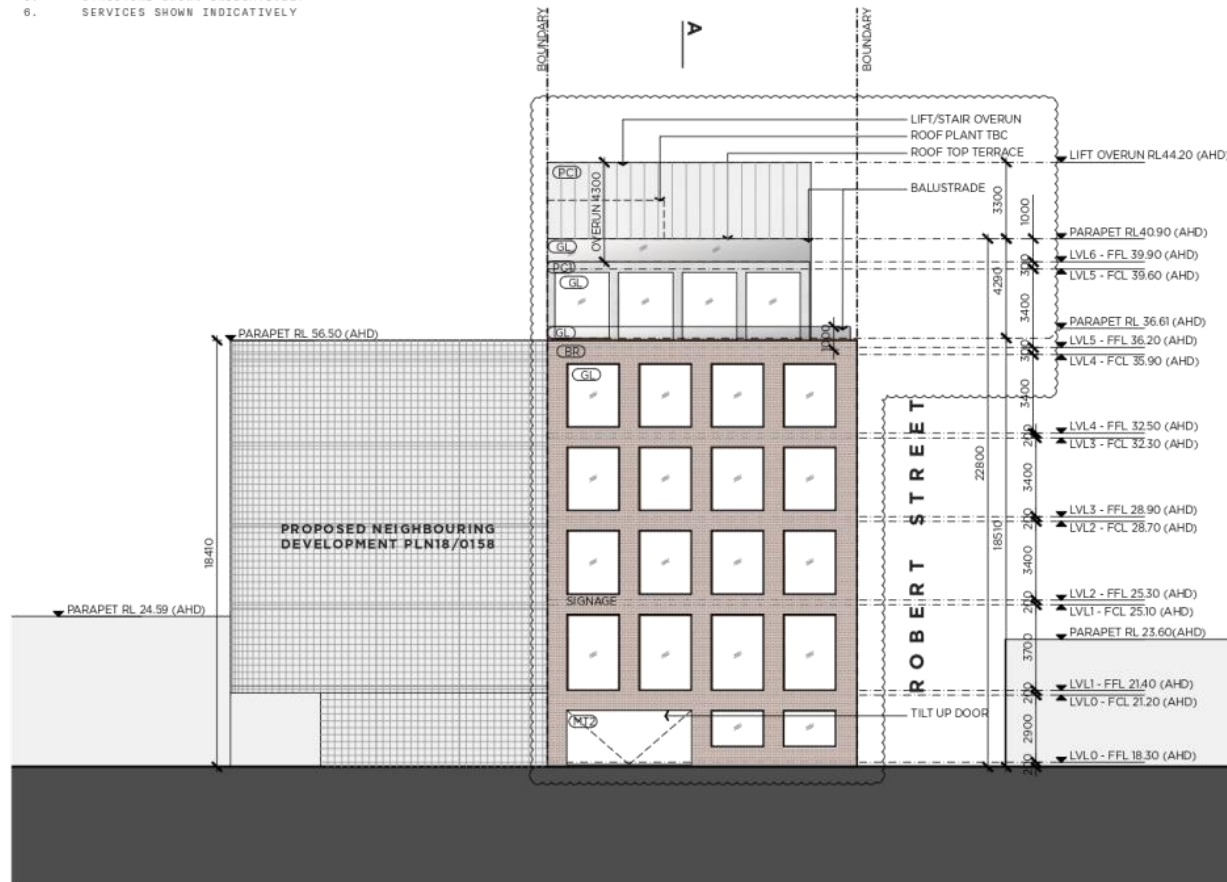 6. SERVICES SHOWN INDICATIVELY
BOUNDARY
A
BOUNDARY
LIFT/STAIR OVERUN
ROOF PLANT TBC
ROOF TOP TERRACE
BALUSTRADE
LIFT OVERUN RL44.20 (AHD)
PARAPET RL40.90 (AHD)
LVL6 - FFL 39.90 (AHD)
LVL5 - FCL 39.60 (AHD)
PARAPET RL 36.61 (AHD)
LVL5 - FFL 36.20 (AHD)
LVL4 - FCL 35.90 (AHD)
LVL4 - FFL 32.50 (AHD)
LVL3 - FCL 32.30 (AHD)
LVL3 - FFL 28.90 (AHD)
LVL2 - FCL 28.70 (AHD)
LVL2 - FFL 25.30 (AHD)
LVL1 - FCL 25.10 (AHD)
PARAPET RL 23.60(AHD)
LVL1 - FFL 21.40 (AHD)
LVL0 - FCL 21.20 (AHD)
LVL0 - FFL 18.30 (AHD)
PC1
OVERUN 4300
GL
PC1
GL
GL
BR
GL
1000
3300
1000
4290
300
3400
300
3400
200
3400
200
3400
200
3700
200
2900
200
22800
18510
ROBERT STREET
PARAPET RL 56.50 (AHD)
18410
PROPOSED NEIGHBOURING
DEVELOPMENT PLN18/0158
PARAPET RL 24.59 (AHD)
SIGNAGE
MT2
TILT UP DOOR